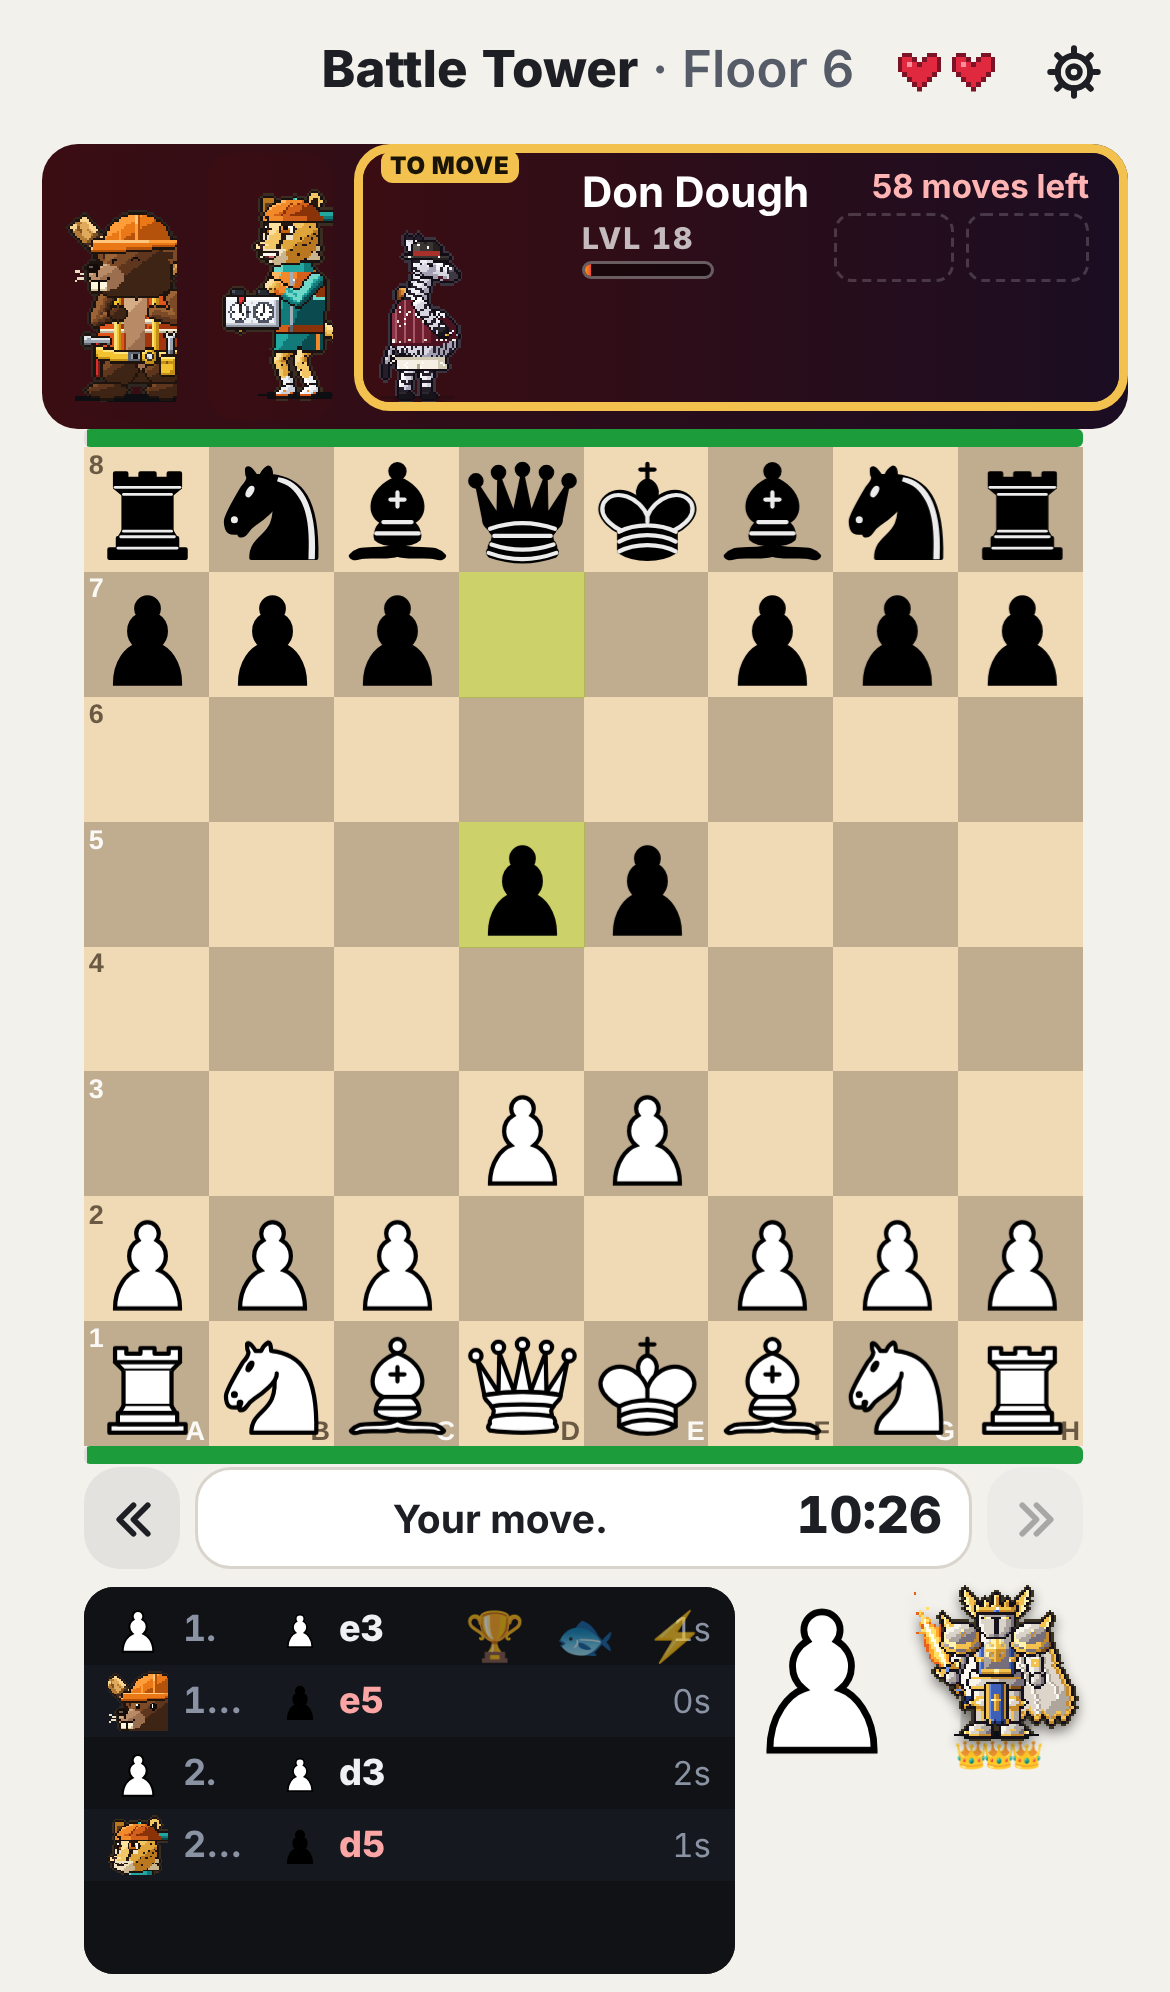 Battle Tower · Floor 6
TO MOVE
Don Dough
58 moves left
LVL 18
8
7
6
5
4
3
2
1
A B C D E F G H
Your move. 10:26
1. e3 1s
1... e5 0s
2. d3 2s
2... d5 1s